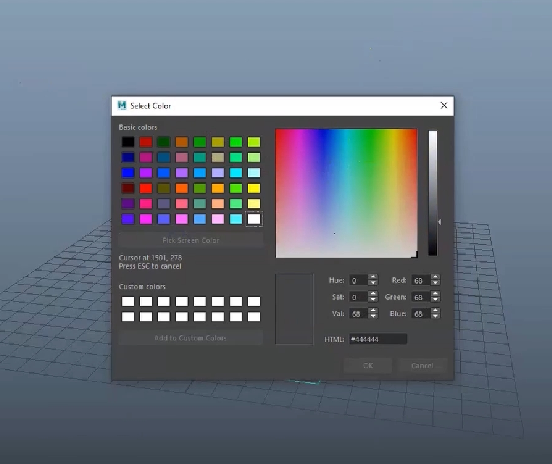 Select Color
Basic colors
Pick Screen Color
Cursor at 1501, 278
Press ESC to cancel
Custom colors
Add to Custom Colors
Hue: 0 Red: 68
Sat: 0 Green: 68
Val: 68 Blue: 68
HTML: #444444
OK Cancel